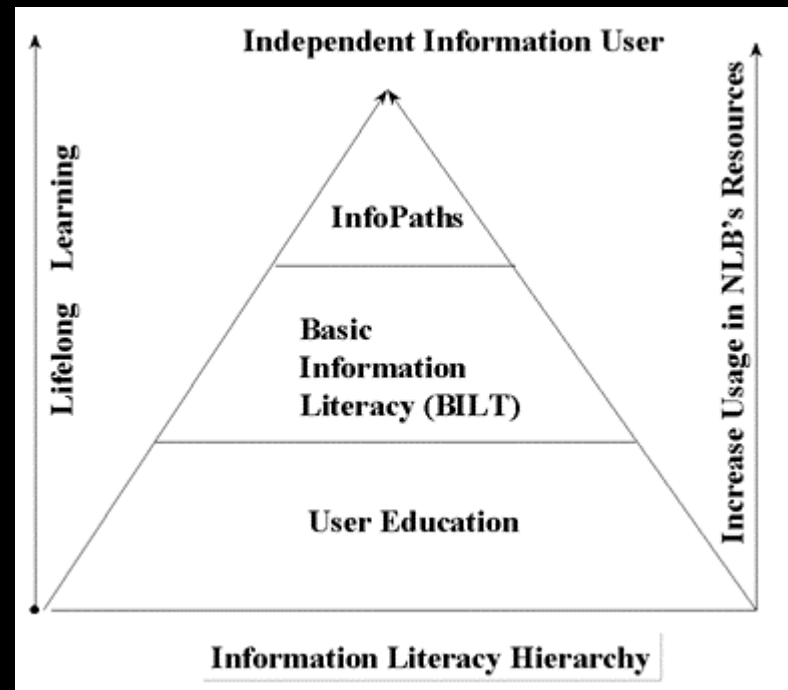 Independent Information User
Lifelong Learning
Increase Usage in NLB's Resources
InfoPaths
Basic
Information
Literacy (BILT)
User Education
Information Literacy Hierarchy